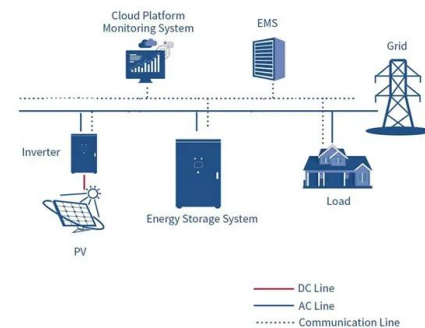 Cloud Platform
Monitoring System
EMS
Grid
Inverter
Energy Storage System
Load
PV
DC Line
AC Line
Communication Line